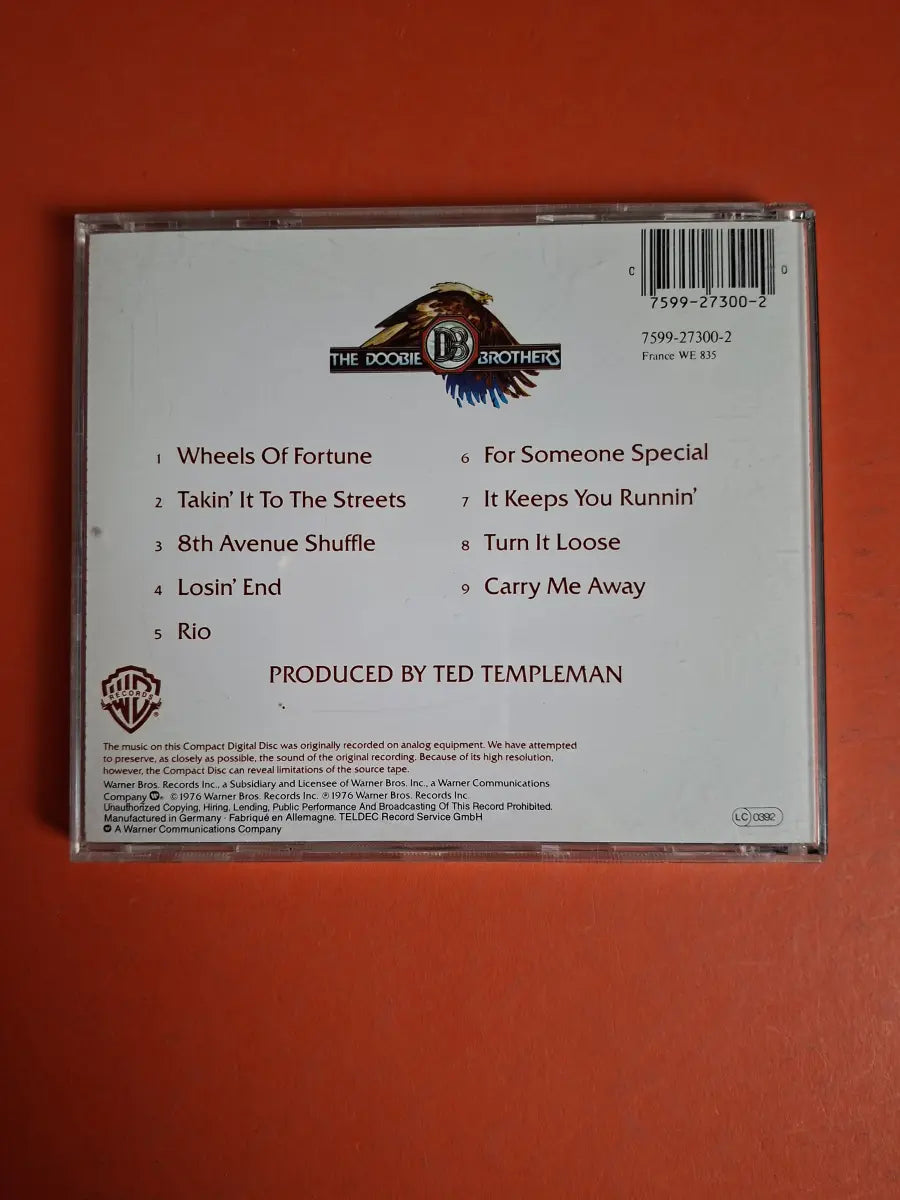 C 0
7599-27300-2
7599-27300-2
France WE 835
THE DOOBIE DB BROTHERS
1 Wheels Of Fortune
2 Takin' It To The Streets
3 8th Avenue Shuffle
4 Losin' End
5 Rio
6 For Someone Special
7 It Keeps You Runnin'
8 Turn It Loose
9 Carry Me Away
PRODUCED BY TED TEMPLEMAN
WB
RECORDS
®
The music on this Compact Digital Disc was originally recorded on analog equipment. We have attempted
to preserve, as closely as possible, the sound of the original recording. Because of its high resolution,
however, the Compact Disc can reveal limitations of the source tape.
Warner Bros. Records Inc., a Subsidiary and Licensee of Warner Bros. Inc., a Warner Communications
Company. © 1976 Warner Bros. Records Inc. ℗ 1976 Warner Bros. Records Inc.
Unauthorized Copying, Hiring, Lending, Public Performance And Broadcasting Of This Record Prohibited.
Manufactured in Germany · Fabriqué en Allemagne. TELDEC Record Service GmbH
A Warner Communications Company
LC 0392